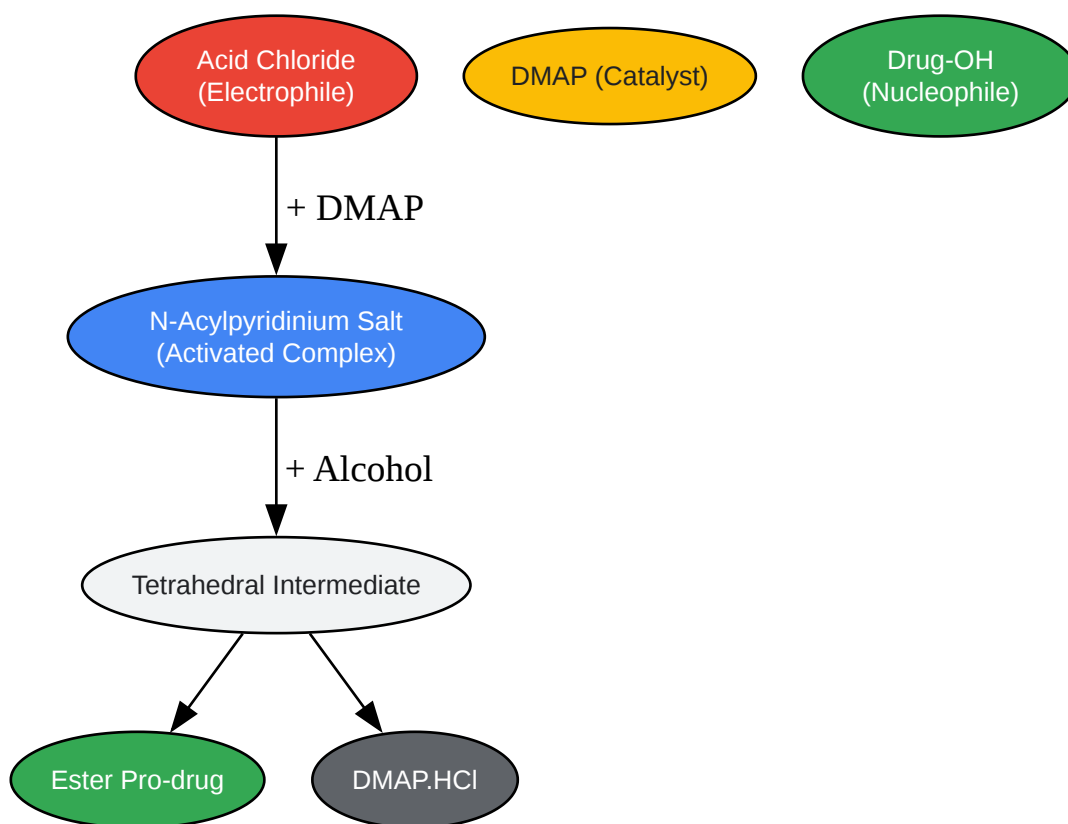 Acid Chloride
(Electrophile)
DMAP (Catalyst)
Drug-OH
(Nucleophile)
+ DMAP
N-Acylpyridinium Salt
(Activated Complex)
+ Alcohol
Tetrahedral Intermediate
Ester Pro-drug
DMAP.HCl